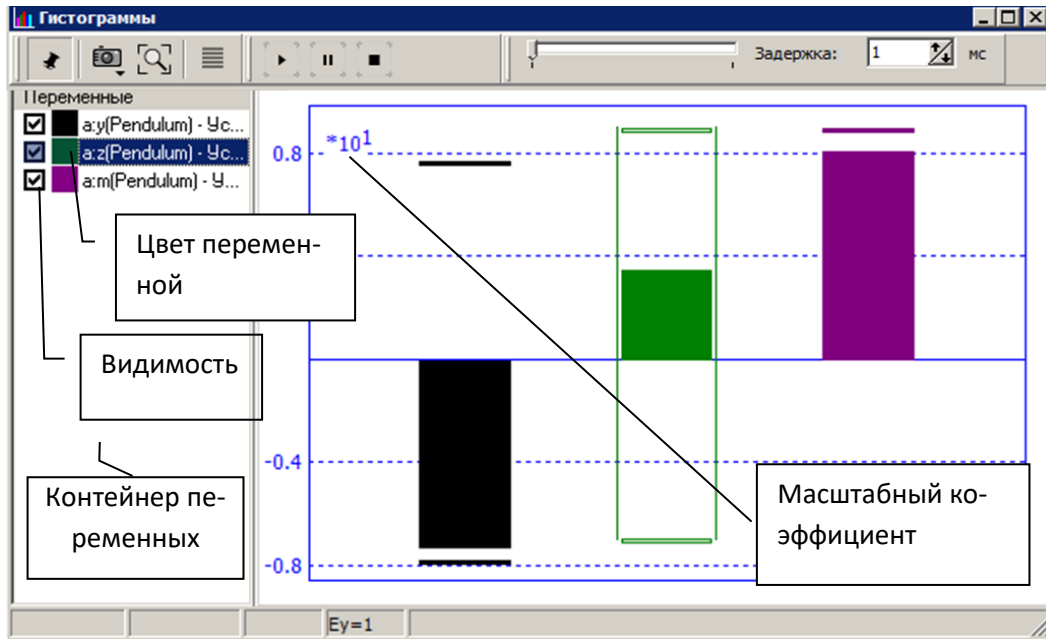 Гистограммы
Задержка: 1 мс
Переменные
a:y(Pendulum) - Ус...
a:z(Pendulum) - Ус...
a:m(Pendulum) - У...
*10¹
0.8
Цвет перемен-
ной
Видимость
-0.4
Контейнер пе-
ременных
Масштабный ко-
эффициент
-0.8
Ey=1